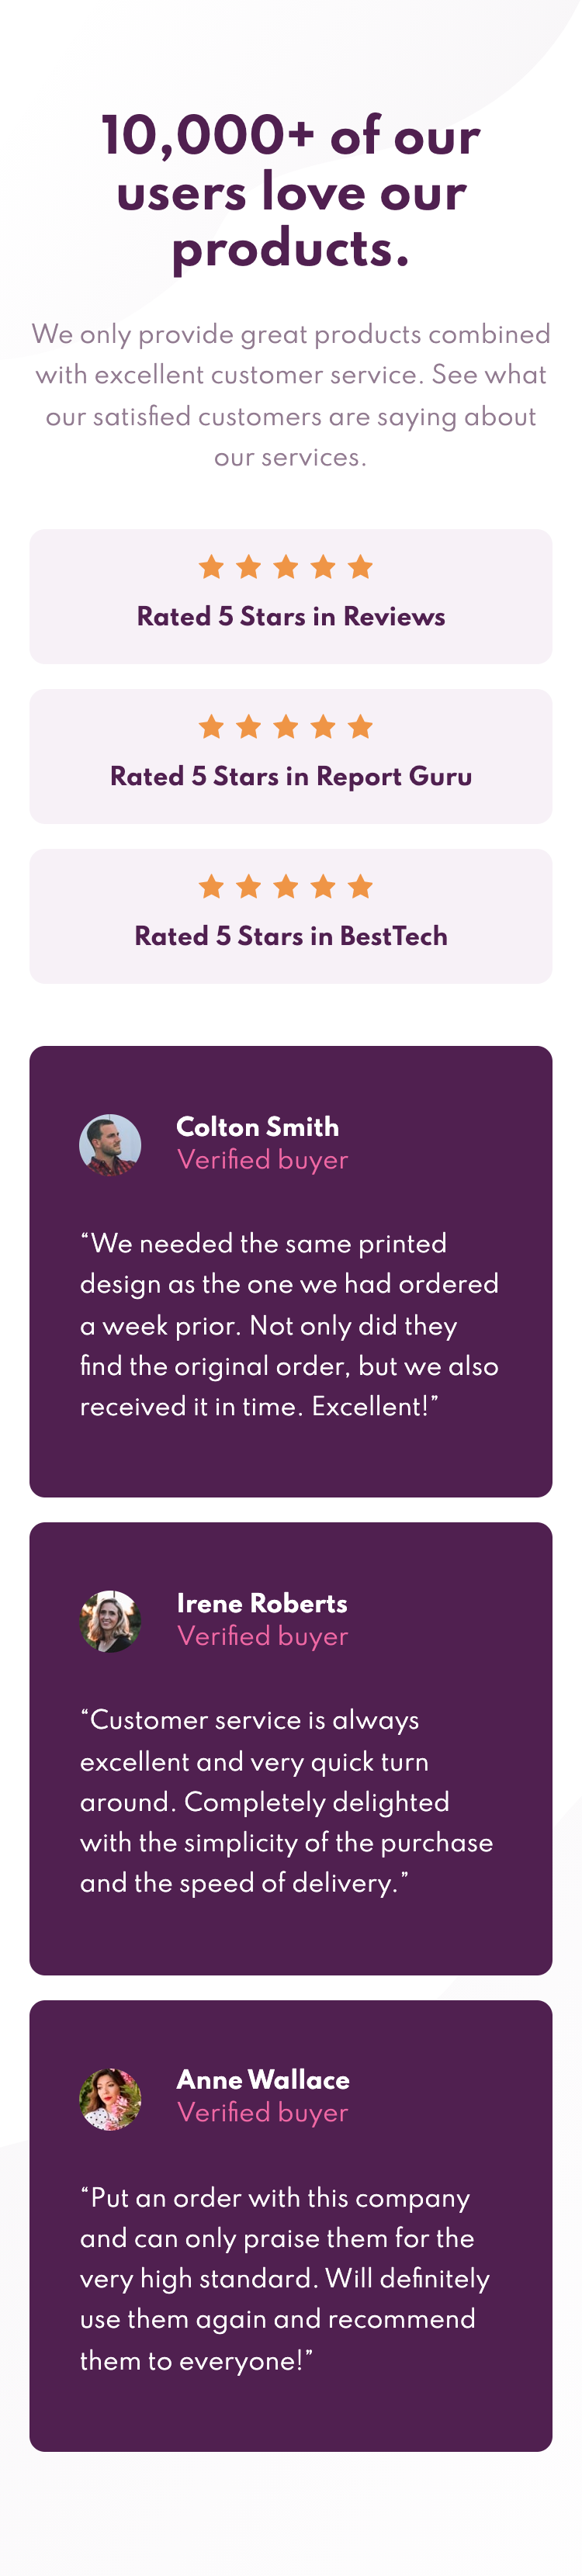 10,000+ of our
users love our
products.
We only provide great products combined
with excellent customer service. See what
our satisfied customers are saying about
our services.
Rated 5 Stars in Reviews
Rated 5 Stars in Report Guru
Rated 5 Stars in BestTech
Colton Smith
Verified buyer
“We needed the same printed
design as the one we had ordered
a week prior. Not only did they
find the original order, but we also
received it in time. Excellent!”
Irene Roberts
Verified buyer
“Customer service is always
excellent and very quick turn
around. Completely delighted
with the simplicity of the purchase
and the speed of delivery.”
Anne Wallace
Verified buyer
“Put an order with this company
and can only praise them for the
very high standard. Will definitely
use them again and recommend
them to everyone!”